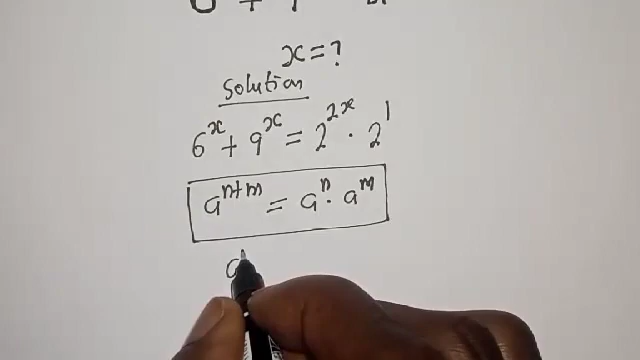 x = ?
Solution
6^x + 9^x = 2^{2x} · 2^1
a^{n+m} = a^n · a^m